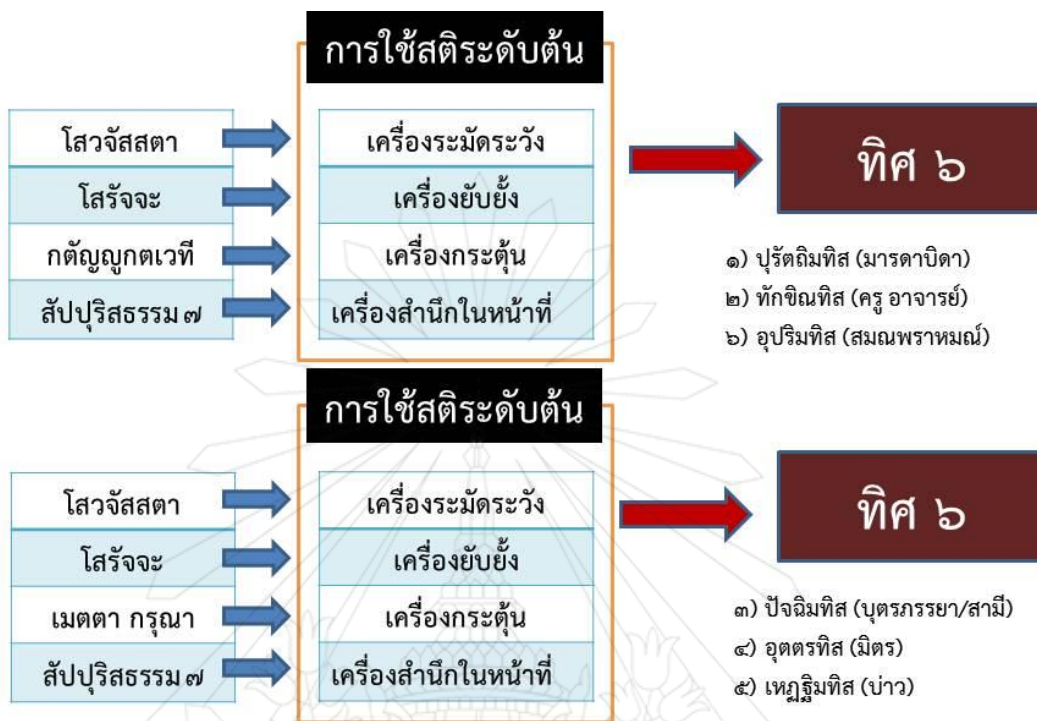 การใช้สติระดับต้น
โสวจัสสตา เครื่องระมัดระวัง ทิศ ๖
โสรัจจะ เครื่องยับยั้ง
กตัญญูกตเวที เครื่องกระตุ้น
สัปปุริสธรรม ๗ เครื่องสำนึกในหน้าที่
๑) ปุรัตถิมทิส (มารดาบิดา)
๒) ทักขิณทิส (ครู อาจารย์)
๖) อุปริมทิส (สมณพราหมณ์)
การใช้สติระดับต้น
โสวจัสสตา เครื่องระมัดระวัง ทิศ ๖
โสรัจจะ เครื่องยับยั้ง
เมตตา กรุณา เครื่องกระตุ้น
สัปปุริสธรรม ๗ เครื่องสำนึกในหน้าที่
๓) ปัจฉิมทิส (บุตรภรรยา/สามี)
๔) อุตตรทิส (มิตร)
๕) เหฏฐิมทิส (บ่าว)